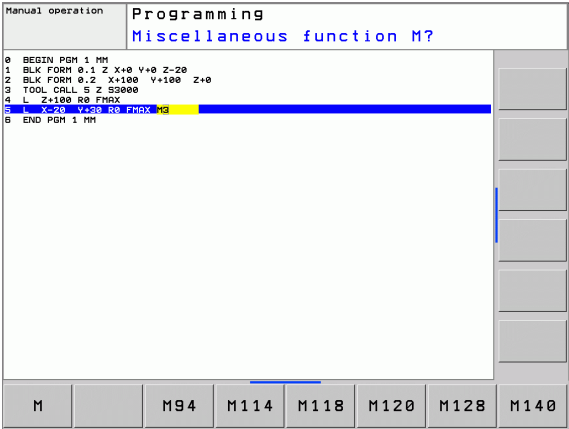 Manual operation
Programming
Miscellaneous function M?
0 BEGIN PGM 1 MM
1 BLK FORM 0.1 Z X+0 Y+0 Z-20
2 BLK FORM 0.2 X+100 Y+100 Z+0
3 TOOL CALL 5 Z S3000
4 L Z+100 R0 FMAX
5 L X-20 Y+30 R0 FMAX M3
6 END PGM 1 MM
M M94 M114 M118 M120 M128 M140